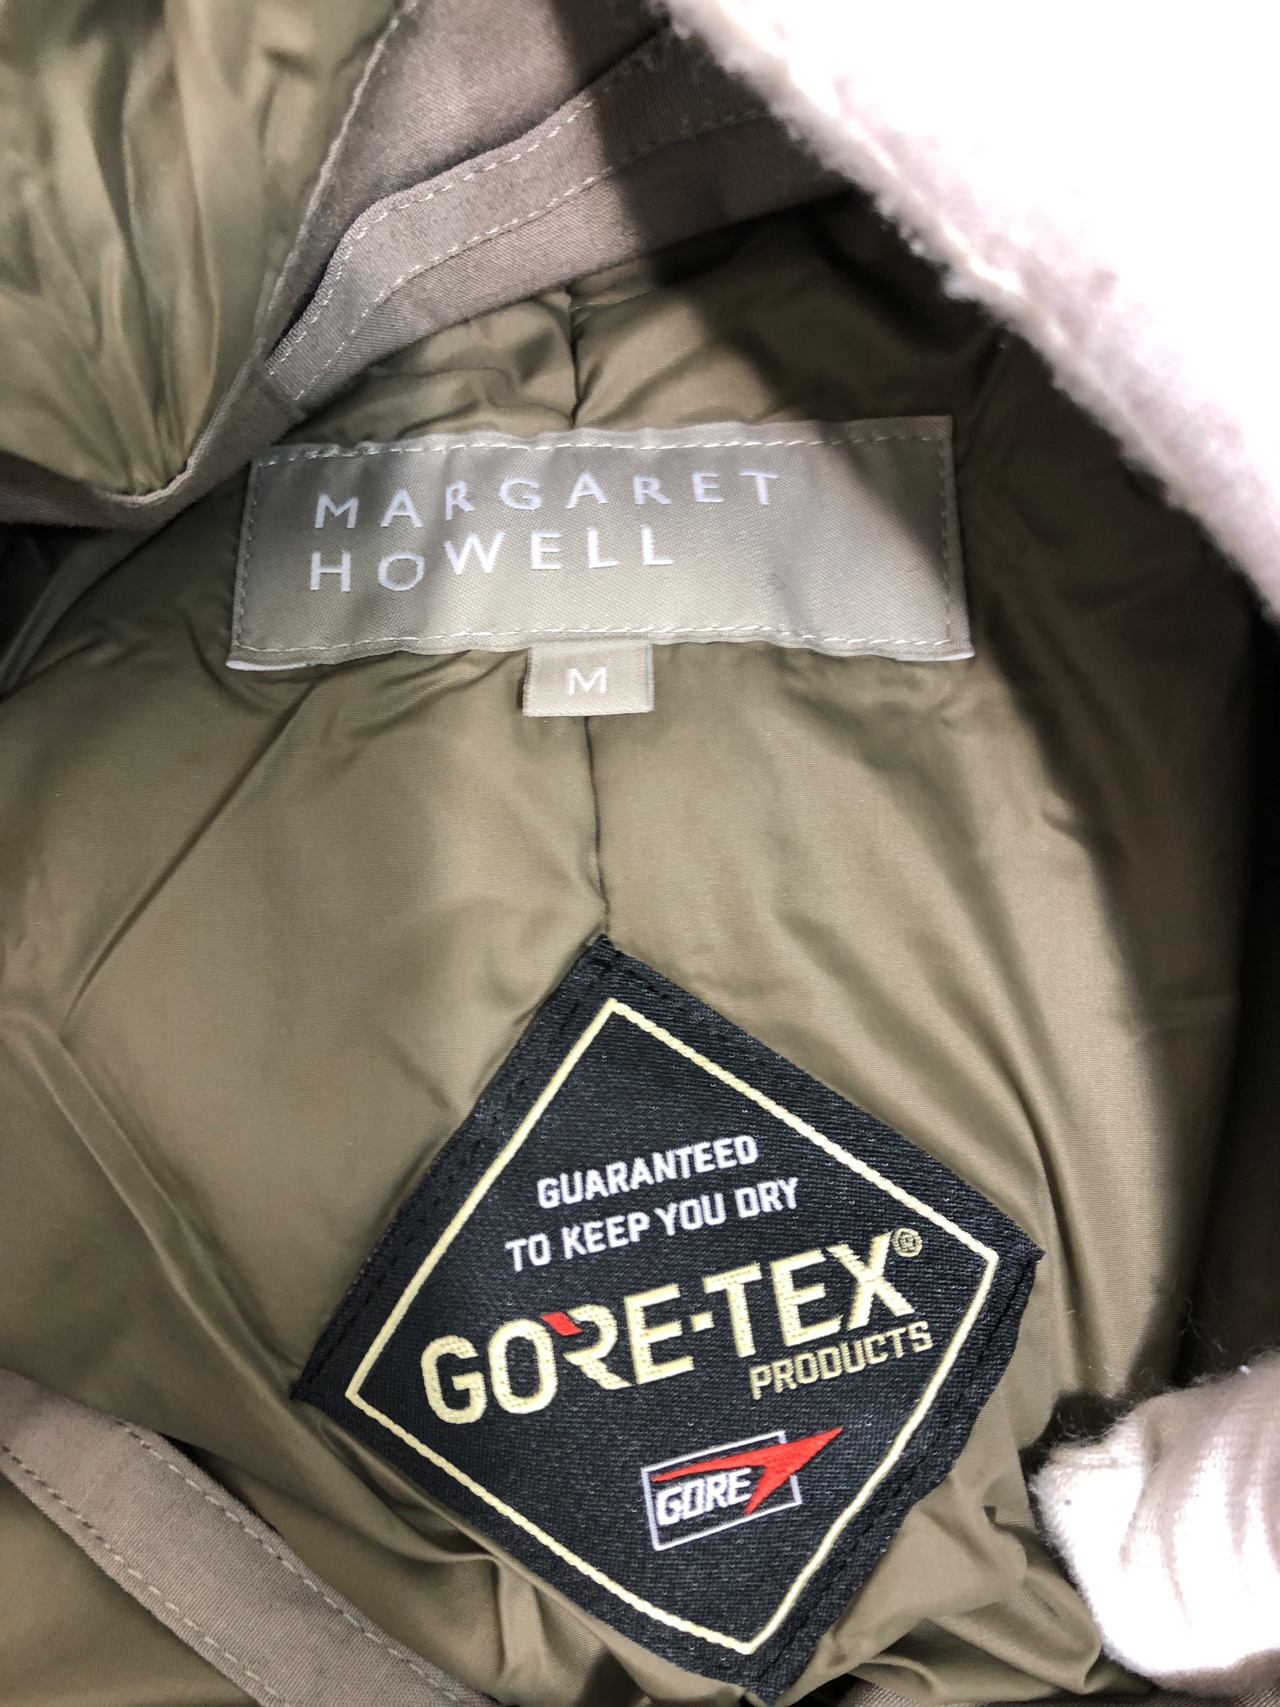 MARGARET
HOWELL
M
GUARANTEED
TO KEEP YOU DRY
GORE-TEX®
PRODUCTS
GORE